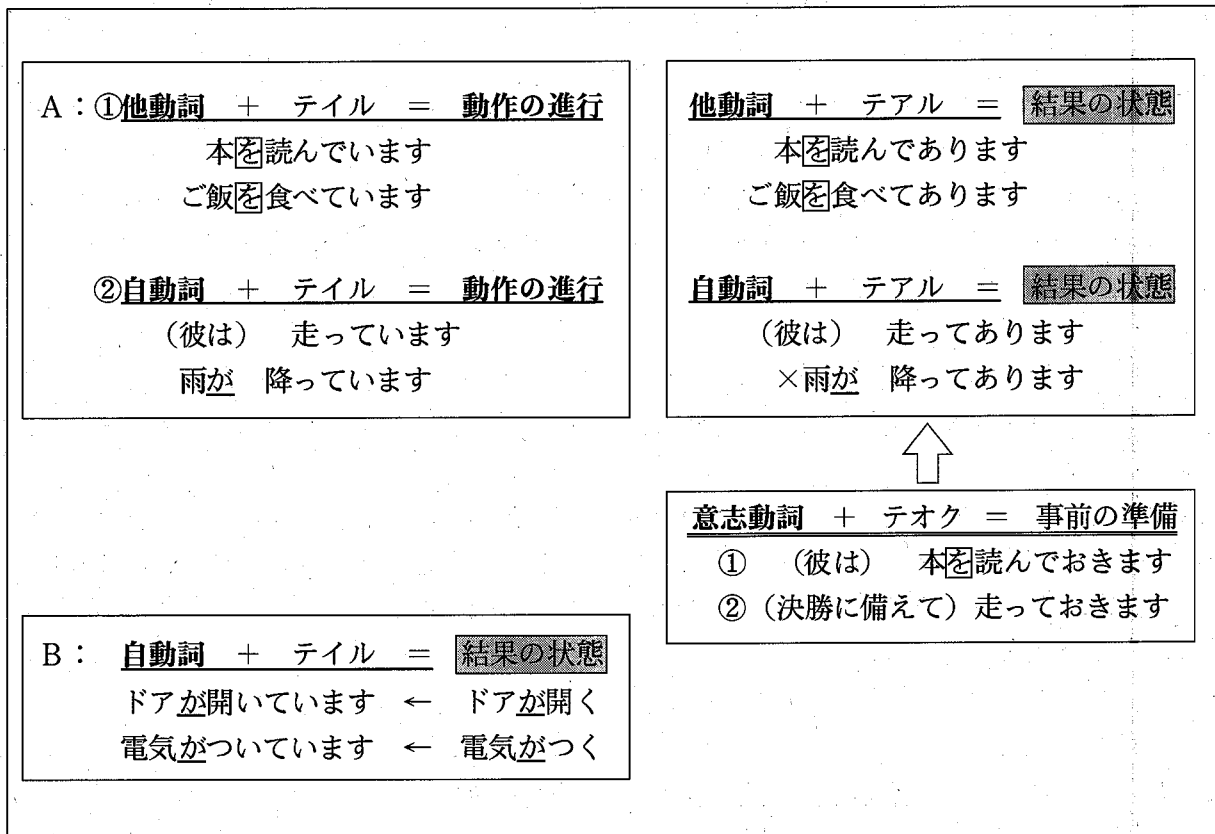 A：①他動詞 ＋ テイル ＝ 動作の進行
本を読んでいます
ご飯を食べています
②自動詞 ＋ テイル ＝ 動作の進行
（彼は） 走っています
雨が 降っています
他動詞 ＋ テアル ＝ 結果の状態
本を読んであります
ご飯を食べてあります
自動詞 ＋ テアル ＝ 結果の状態
（彼は） 走ってあります
×雨が 降ってあります
意志動詞 ＋ テオク ＝ 事前の準備
① （彼は） 本を読んでおきます
②（決勝に備えて）走っておきます
B： 自動詞 ＋ テイル ＝ 結果の状態
ドアが開いています ← ドアが開く
電気がついています ← 電気がつく